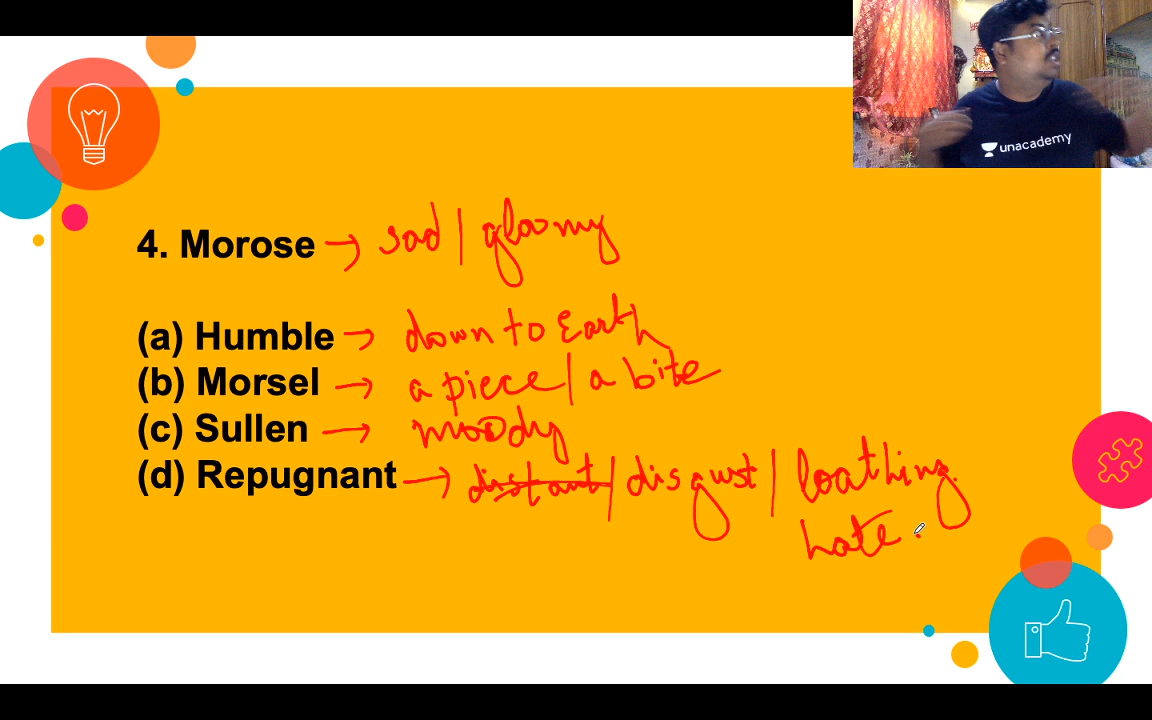 unacademy
4. Morose → sad / gloomy
(a) Humble → down to Earth
(b) Morsel → a piece / a bite
(c) Sullen → moody
(d) Repugnant → distant / disgust / loathing
hate.